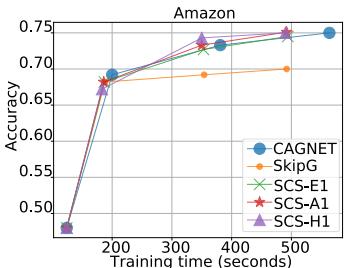 Amazon
0.75
0.70
0.65
0.60
0.55
0.50
Accuracy
200 300 400 500
Training time (seconds)
CAGNET
SkipG
SCS-E1
SCS-A1
SCS-H1